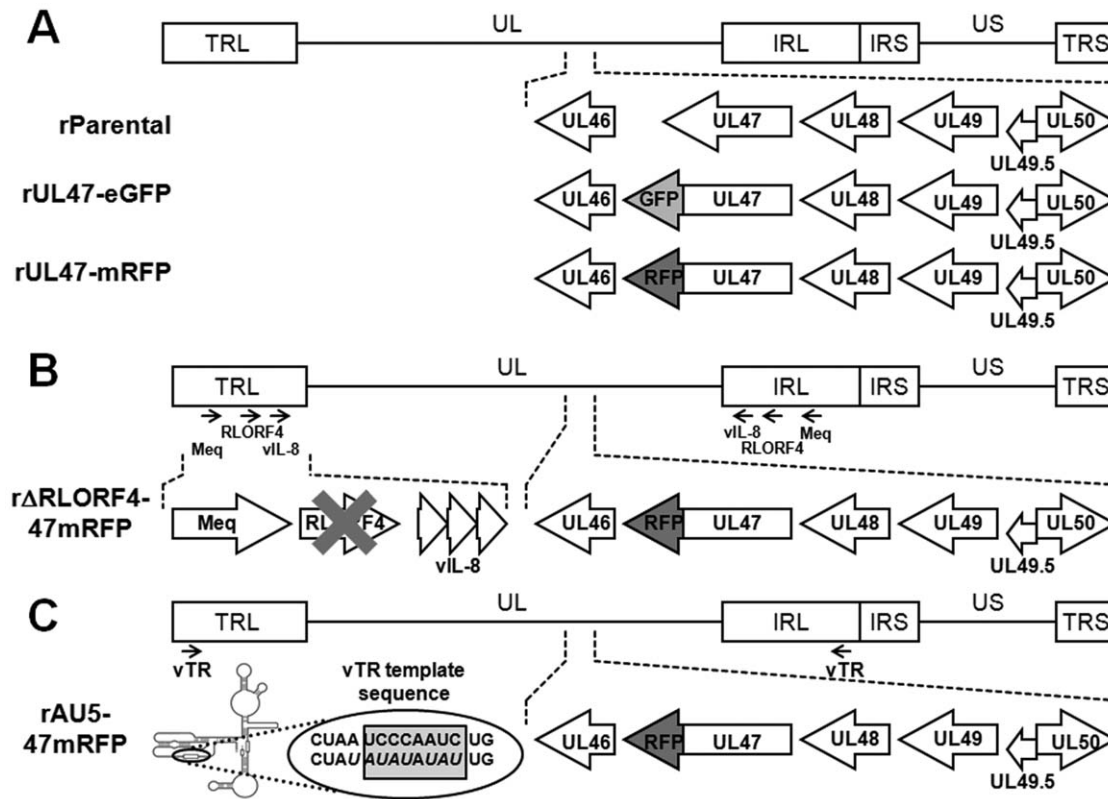 A
TRL UL IRL IRS US TRS
rParental UL46 UL47 UL48 UL49 UL49.5 UL50
rUL47-eGFP UL46 GFP UL47 UL48 UL49 UL49.5 UL50
rUL47-mRFP UL46 RFP UL47 UL48 UL49 UL49.5 UL50
B
TRL UL IRL IRS US TRS
Meq RLORF4 vIL-8 vIL-8 RLORF4 Meq
rΔRLORF4-
47mRFP
Meq RL F4 vIL-8 UL46 RFP UL47 UL48 UL49 UL49.5 UL50
C
TRL UL IRL IRS US TRS
vTR vTR
rAU5-
47mRFP
vTR template
sequence
CUAA UCCCAAUC UG
CUAU AUAUAUAU UG
UL46 RFP UL47 UL48 UL49 UL49.5 UL50